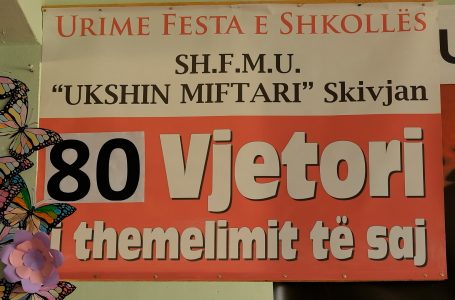 URIME FESTA E SHKOLLËS
SH.F.M.U.
"UKSHIN MIFTARI" Skivjan
80 Vjetori
i themelimit të saj